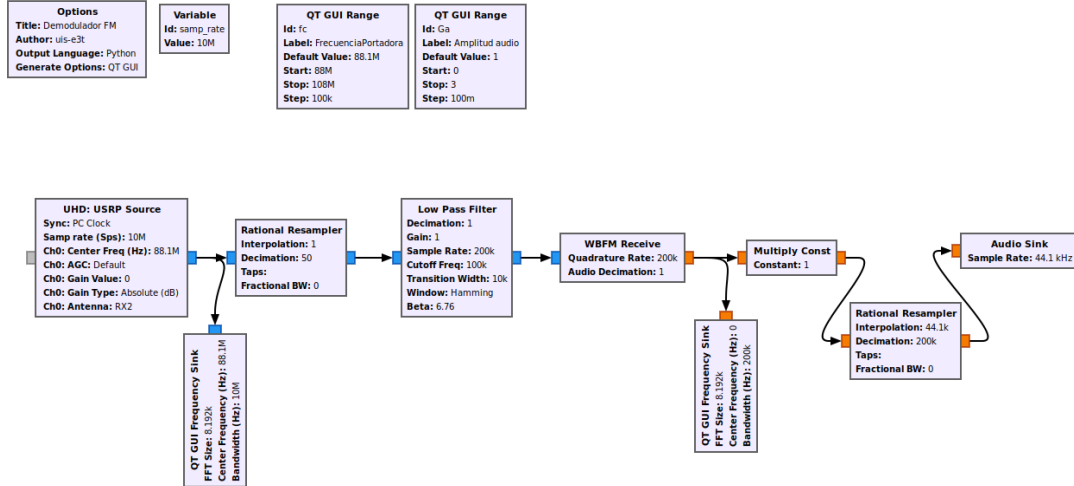 Options
Title: Demodulador FM
Author: uis-e3t
Output Language: Python
Generate Options: QT GUI
Variable
Id: samp_rate
Value: 10M
QT GUI Range
Id: fc
Label: FrecuenciaPortadora
Default Value: 88.1M
Start: 88M
Stop: 108M
Step: 100k
QT GUI Range
Id: Ga
Label: Amplitud audio
Default Value: 1
Start: 0
Stop: 3
Step: 100m
UHD: USRP Source
Sync: PC Clock
Samp rate (Sps): 10M
Ch0: Center Freq (Hz): 88.1M
Ch0: AGC: Default
Ch0: Gain Value: 0
Ch0: Gain Type: Absolute (dB)
Ch0: Antenna: RX2
Rational Resampler
Interpolation: 1
Decimation: 50
Taps:
Fractional BW: 0
QT GUI Frequency Sink
FFT Size: 8.192k
Center Frequency (Hz): 88.1M
Bandwidth (Hz): 10M
Low Pass Filter
Decimation: 1
Gain: 1
Sample Rate: 200k
Cutoff Freq: 100k
Transition Width: 10k
Window: Hamming
Beta: 6.76
WBFM Receive
Quadrature Rate: 200k
Audio Decimation: 1
QT GUI Frequency Sink
FFT Size: 8.192k
Center Frequency (Hz): 0
Bandwidth (Hz): 200k
Multiply Const
Constant: 1
Rational Resampler
Interpolation: 44.1k
Decimation: 200k
Taps:
Fractional BW: 0
Audio Sink
Sample Rate: 44.1 kHz